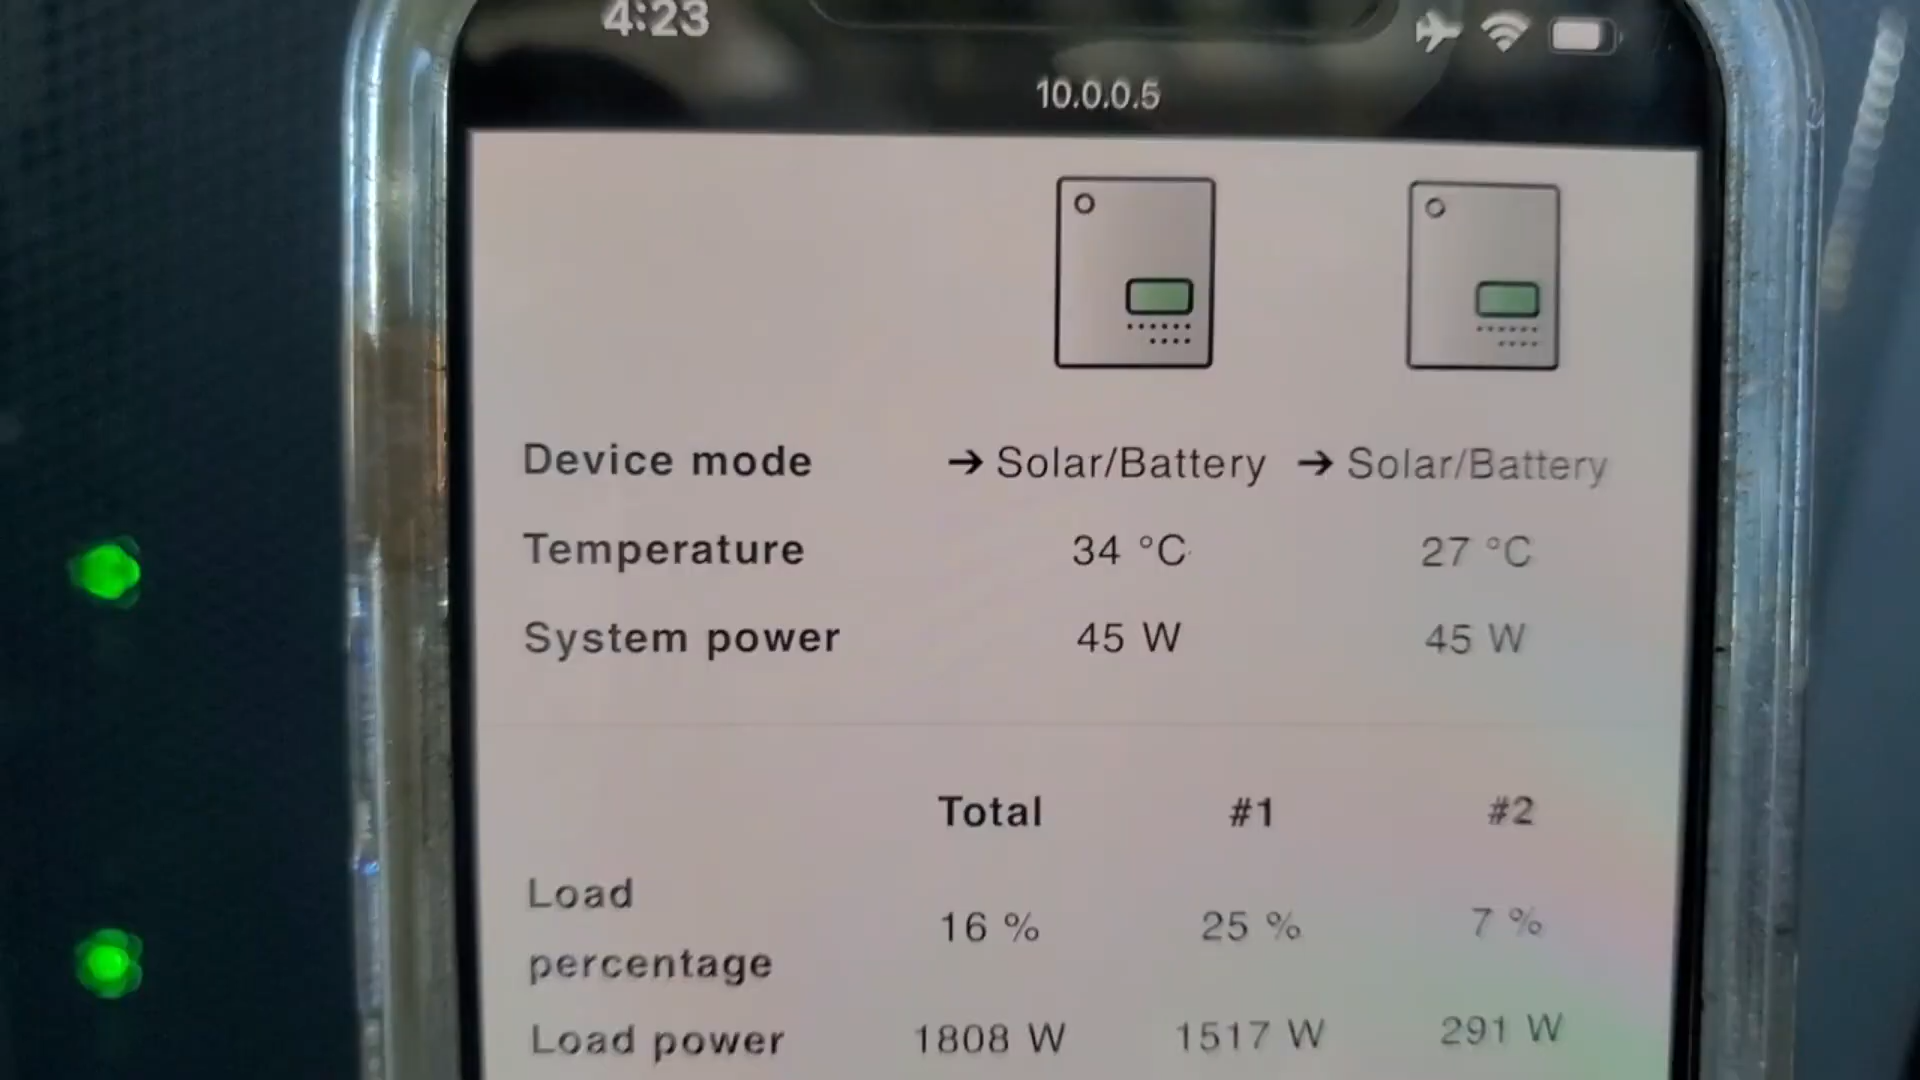 4:23
10.0.0.5
Device mode → Solar/Battery → Solar/Battery
Temperature 34 °C 27 °C
System power 45 W 45 W
Total #1 #2
Load
percentage 16 % 25 % 7 %
Load power 1808 W 1517 W 291 W